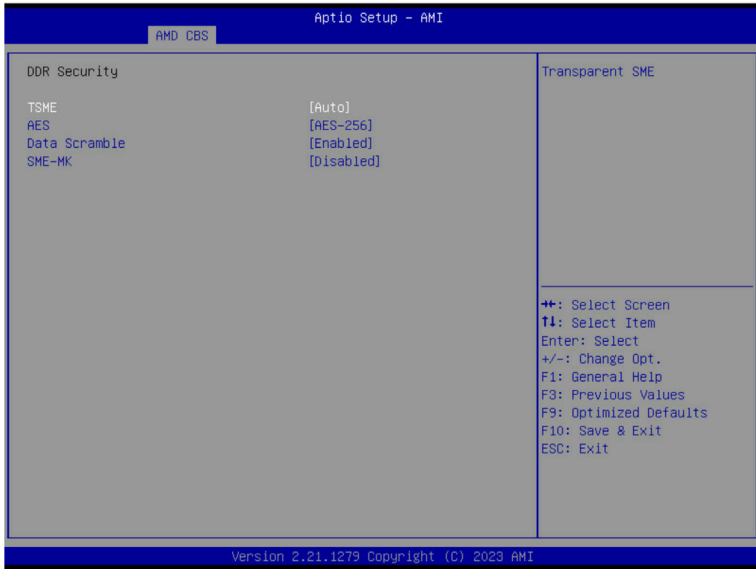 Aptio Setup – AMI
AMD CBS
DDR Security
TSME [Auto]
AES [AES-256]
Data Scramble [Enabled]
SME-MK [Disabled]
Transparent SME
→←: Select Screen
↑↓: Select Item
Enter: Select
+/-: Change Opt.
F1: General Help
F3: Previous Values
F9: Optimized Defaults
F10: Save & Exit
ESC: Exit
Version 2.21.1279 Copyright (C) 2023 AMI